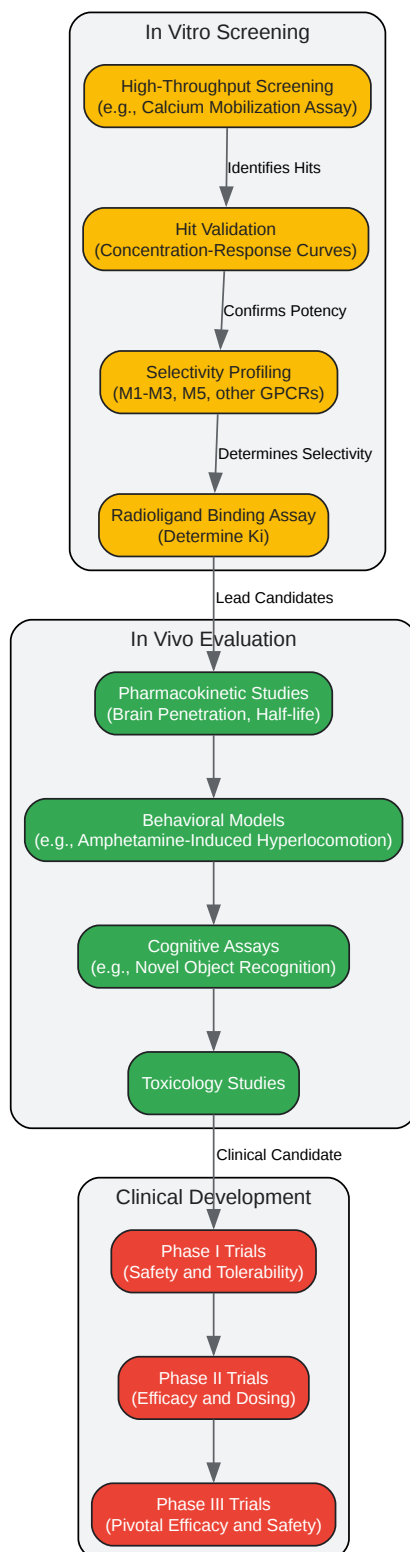 In Vitro Screening
High-Throughput Screening
(e.g., Calcium Mobilization Assay)
Identifies Hits
Hit Validation
(Concentration-Response Curves)
Confirms Potency
Selectivity Profiling
(M1-M3, M5, other GPCRs)
Determines Selectivity
Radioligand Binding Assay
(Determine Ki)
Lead Candidates
In Vivo Evaluation
Pharmacokinetic Studies
(Brain Penetration, Half-life)
Behavioral Models
(e.g., Amphetamine-Induced Hyperlocomotion)
Cognitive Assays
(e.g., Novel Object Recognition)
Toxicology Studies
Clinical Candidate
Clinical Development
Phase I Trials
(Safety and Tolerability)
Phase II Trials
(Efficacy and Dosing)
Phase III Trials
(Pivotal Efficacy and Safety)